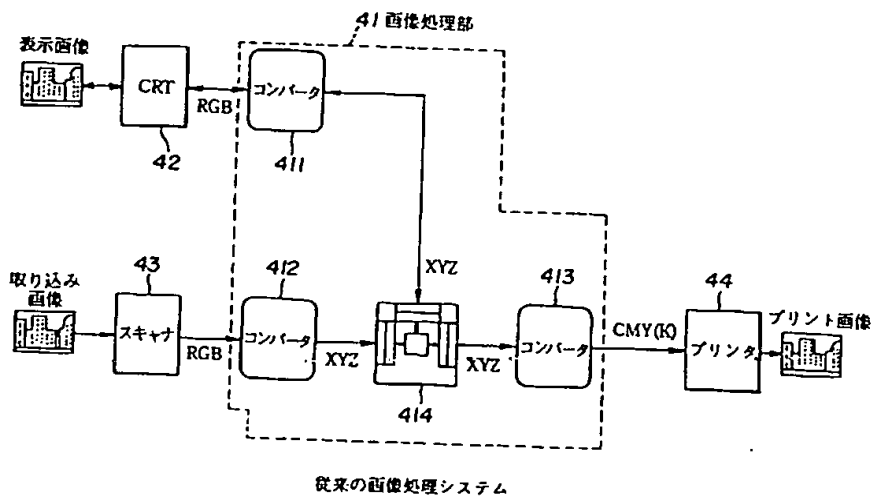 41 画像処理部
表示画像
CRT
RGB
コンバータ
42
411
XYZ
取り込み
画像
43
スキャナ
RGB
412
コンバータ
XYZ
414
XYZ
413
コンバータ
CMY(K)
44
プリンタ
プリント画像
従来の画像処理システム